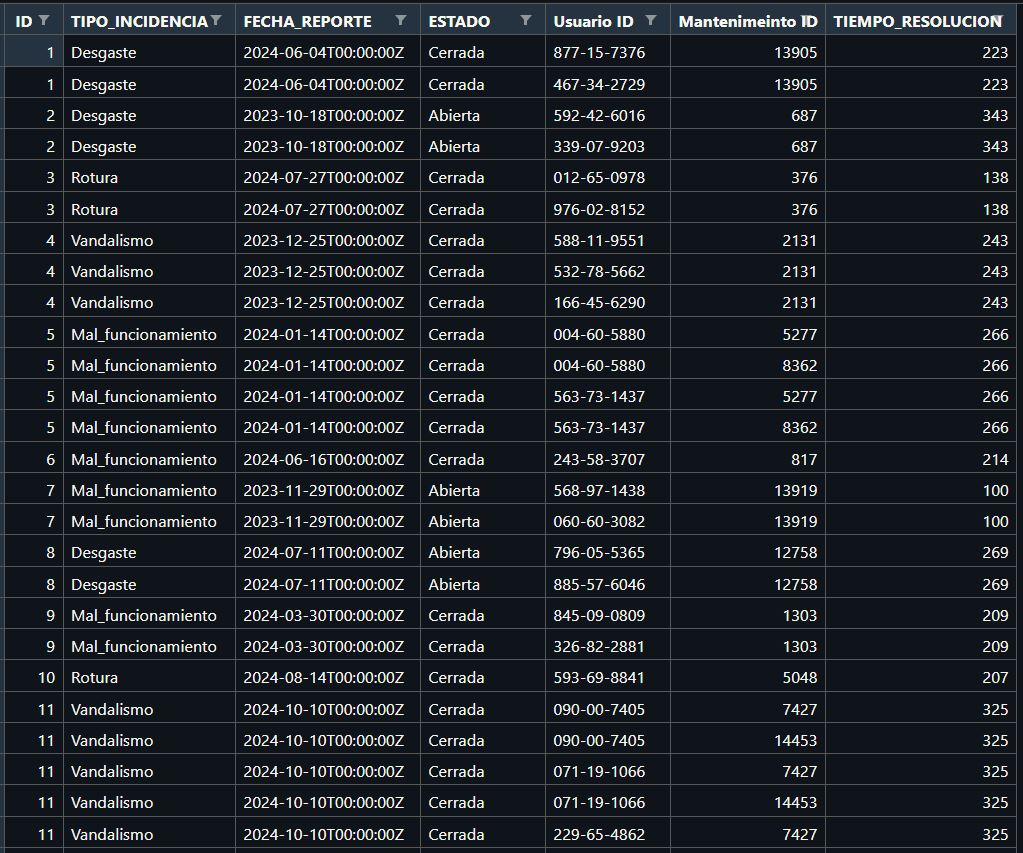 ID TIPO_INCIDENCIA FECHA_REPORTE ESTADO Usuario ID Mantenimeinto ID TIEMPO_RESOLUCION
1 Desgaste 2024-06-04T00:00:00Z Cerrada 877-15-7376 13905 223
1 Desgaste 2024-06-04T00:00:00Z Cerrada 467-34-2729 13905 223
2 Desgaste 2023-10-18T00:00:00Z Abierta 592-42-6016 687 343
2 Desgaste 2023-10-18T00:00:00Z Abierta 339-07-9203 687 343
3 Rotura 2024-07-27T00:00:00Z Cerrada 012-65-0978 376 138
3 Rotura 2024-07-27T00:00:00Z Cerrada 976-02-8152 376 138
4 Vandalismo 2023-12-25T00:00:00Z Cerrada 588-11-9551 2131 243
4 Vandalismo 2023-12-25T00:00:00Z Cerrada 532-78-5662 2131 243
4 Vandalismo 2023-12-25T00:00:00Z Cerrada 166-45-6290 2131 243
5 Mal_funcionamiento 2024-01-14T00:00:00Z Cerrada 004-60-5880 5277 266
5 Mal_funcionamiento 2024-01-14T00:00:00Z Cerrada 004-60-5880 8362 266
5 Mal_funcionamiento 2024-01-14T00:00:00Z Cerrada 563-73-1437 5277 266
5 Mal_funcionamiento 2024-01-14T00:00:00Z Cerrada 563-73-1437 8362 266
6 Mal_funcionamiento 2024-06-16T00:00:00Z Cerrada 243-58-3707 817 214
7 Mal_funcionamiento 2023-11-29T00:00:00Z Abierta 568-97-1438 13919 100
7 Mal_funcionamiento 2023-11-29T00:00:00Z Abierta 060-60-3082 13919 100
8 Desgaste 2024-07-11T00:00:00Z Abierta 796-05-5365 12758 269
8 Desgaste 2024-07-11T00:00:00Z Abierta 885-57-6046 12758 269
9 Mal_funcionamiento 2024-03-30T00:00:00Z Cerrada 845-09-0809 1303 209
9 Mal_funcionamiento 2024-03-30T00:00:00Z Cerrada 326-82-2881 1303 209
10 Rotura 2024-08-14T00:00:00Z Cerrada 593-69-8841 5048 207
11 Vandalismo 2024-10-10T00:00:00Z Cerrada 090-00-7405 7427 325
11 Vandalismo 2024-10-10T00:00:00Z Cerrada 090-00-7405 14453 325
11 Vandalismo 2024-10-10T00:00:00Z Cerrada 071-19-1066 7427 325
11 Vandalismo 2024-10-10T00:00:00Z Cerrada 071-19-1066 14453 325
11 Vandalismo 2024-10-10T00:00:00Z Cerrada 229-65-4862 7427 325